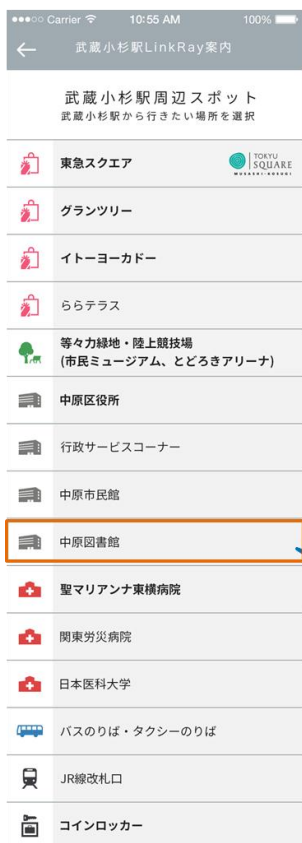 Carrier 10:55 AM 100%
武蔵小杉駅LinkRay案内
武蔵小杉駅周辺スポット
武蔵小杉駅から行きたい場所を選択
東急スクエア
TOKYU
SQUARE
MUSASHI-KOSUGI
グランツリー
イトーヨーカドー
ららテラス
等々力緑地・陸上競技場
(市民ミュージアム、とどろきアリーナ)
中原区役所
行政サービスコーナー
中原市民館
中原図書館
聖マリアンナ東横病院
関東労災病院
日本医科大学
バスのりば・タクシーのりば
JR線改札口
コインロッカー